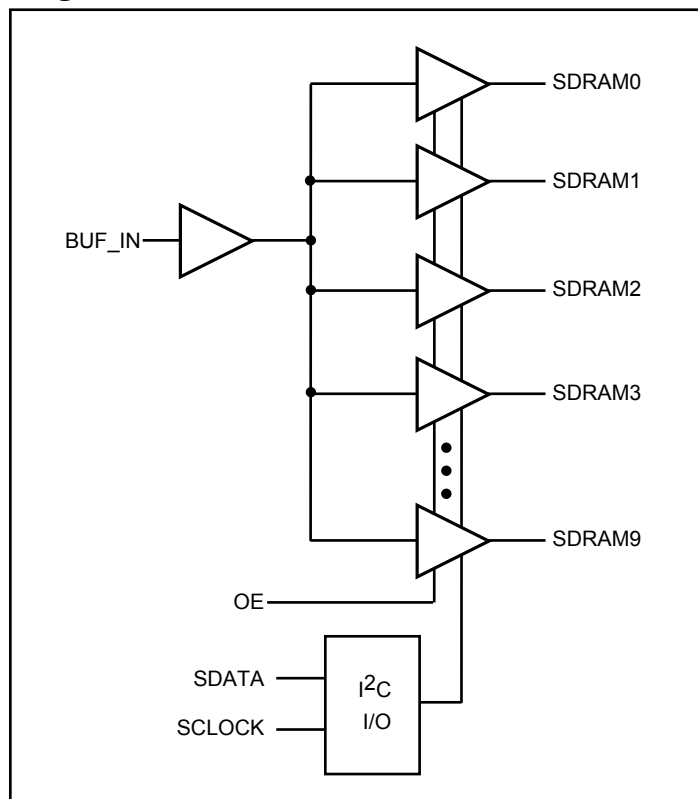 SDRAM0
SDRAM1
BUF_IN
SDRAM2
SDRAM3
SDRAM9
OE
SDATA
I2C
I/O
SCLOCK